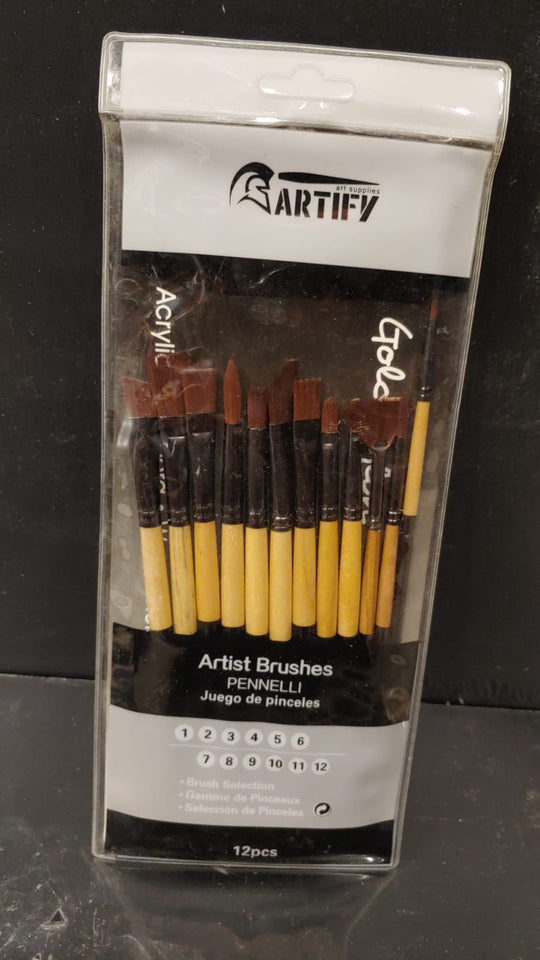 art supplies
ARTIFY
Acrylic
Artist Brushes
PENNELLI
Juego de pinceles
1 2 3 4 5 6
7 8 9 10 11 12
• Brush Selection
• Gamme de Pinceaux
• Selección de Pinceles
12pcs